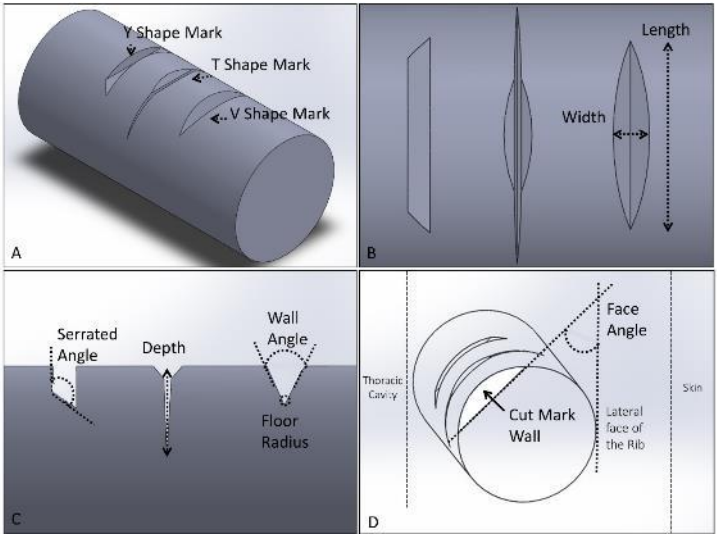 Y Shape Mark
T Shape Mark
V Shape Mark
A
Length
Width
B
Serrated
Angle
Depth
Wall
Angle
Floor
Radius
C
Face
Angle
Thoracic
Cavity
Skin
Cut Mark
Wall
Lateral
face of
the Rib
D